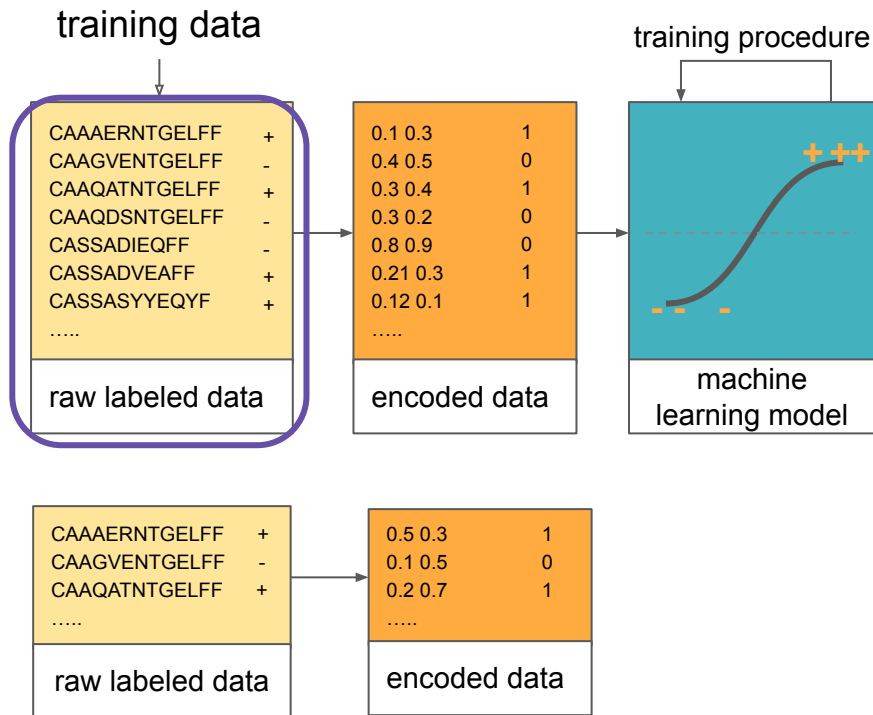 training data
training procedure
CAAAERNTGELFF +
CAAGVENTGELFF -
CAAQATNTGELFF +
CAAQDSNTGELFF -
CASSADIEQFF -
CASSADVEAFF +
CASSASYYEQYF +
.....
raw labeled data
0.1 0.3 1
0.4 0.5 0
0.3 0.4 1
0.3 0.2 0
0.8 0.9 0
0.21 0.3 1
0.12 0.1 1
.....
encoded data
+ ++
- - -
machine
learning model
CAAAERNTGELFF +
CAAGVENTGELFF -
CAAQATNTGELFF +
.....
raw labeled data
0.5 0.3 1
0.1 0.5 0
0.2 0.7 1
.....
encoded data